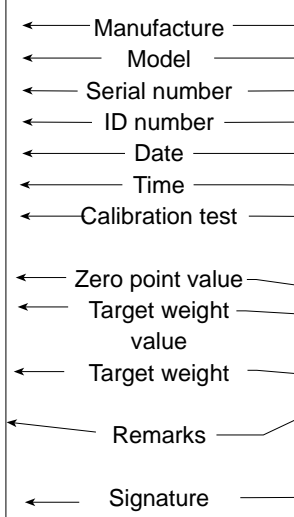 Manufacture
Model
Serial number
ID number
Date
Time
Calibration test
Zero point value
Target weight
value
Target weight
Remarks
Signature